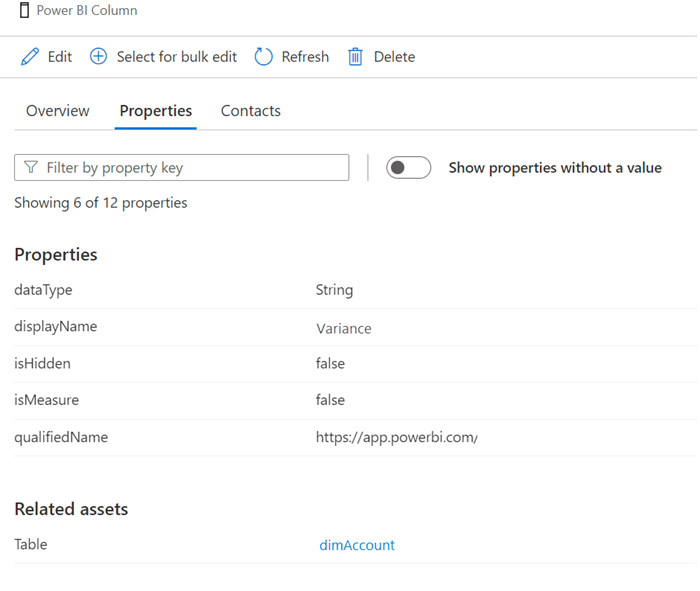 Power BI Column
Edit Select for bulk edit Refresh Delete
Overview Properties Contacts
Filter by property key Show properties without a value
Showing 6 of 12 properties
Properties
dataType String
displayName Variance
isHidden false
isMeasure false
qualifiedName https://app.powerbi.com/
Related assets
Table dimAccount